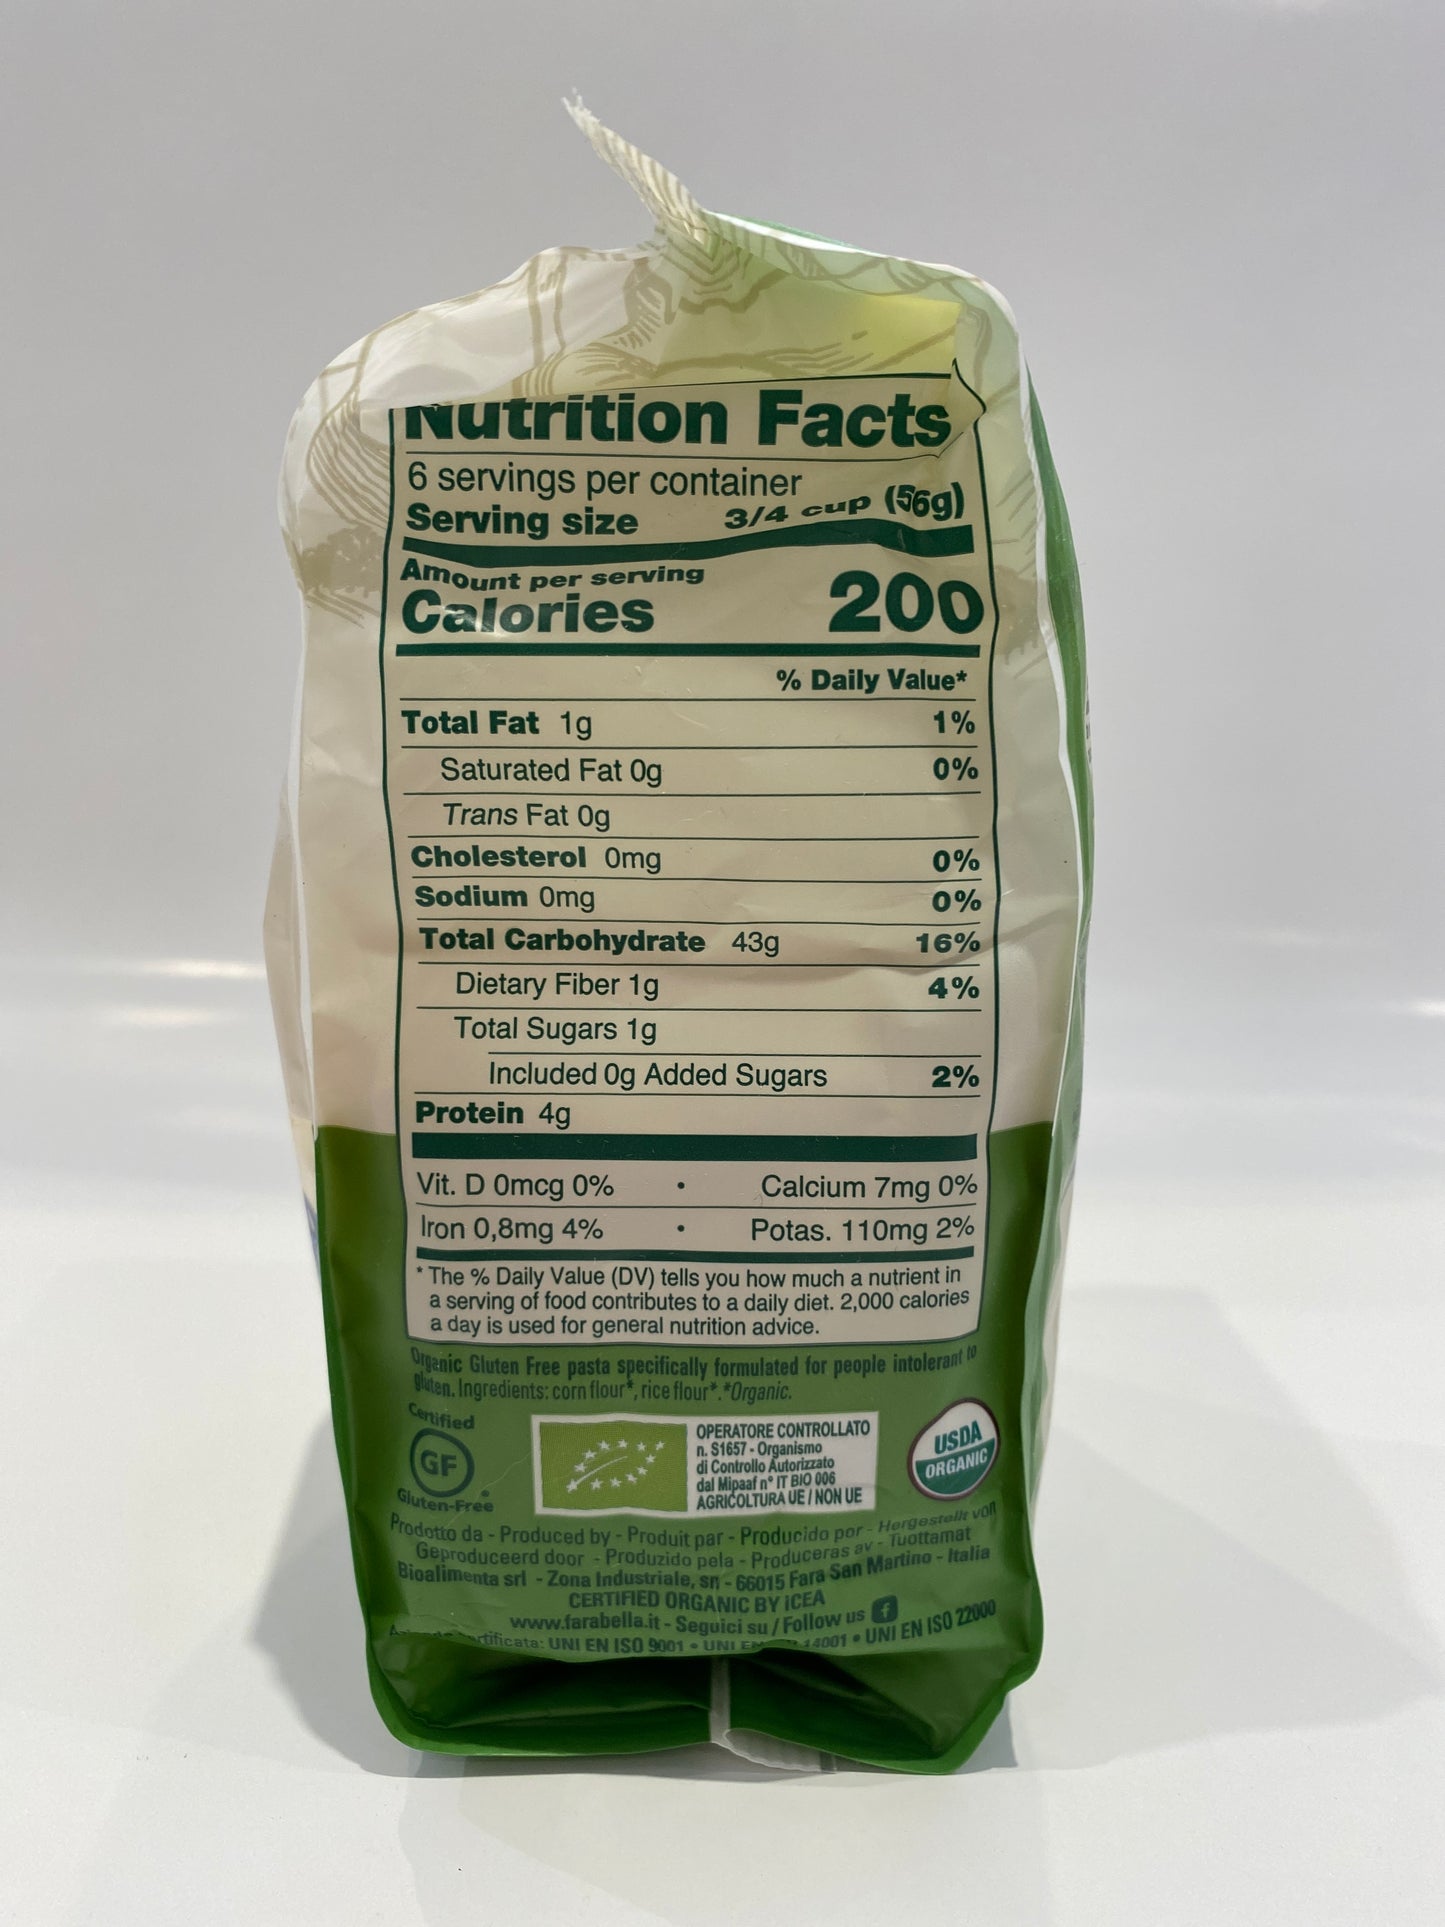 Nutrition Facts
6 servings per container
Serving size 3/4 cup (56g)
Amount per serving
Calories 200
% Daily Value*
Total Fat 1g 1%
Saturated Fat 0g 0%
Trans Fat 0g
Cholesterol 0mg 0%
Sodium 0mg 0%
Total Carbohydrate 43g 16%
Dietary Fiber 1g 4%
Total Sugars 1g
Included 0g Added Sugars 2%
Protein 4g
Vit. D 0mcg 0% • Calcium 7mg 0%
Iron 0,8mg 4% • Potas. 110mg 2%
* The % Daily Value (DV) tells you how much a nutrient in
a serving of food contributes to a daily diet. 2,000 calories
a day is used for general nutrition advice.
Organic Gluten Free pasta specifically formulated for people intolerant to
gluten. Ingredients: corn flour*, rice flour*.*Organic.
Certified
GF
Gluten-Free
OPERATORE CONTROLLATO
n. S1657 - Organismo
di Controllo Autorizzato
dal Mipaaf n° IT BIO 006
AGRICOLTURA UE / NON UE
USDA
ORGANIC
Prodotto da - Produced by - Produit par - Producido por - Hergestellt von
Geproduceerd door - Produzido pela - Produceras av - Tuottamat
Bioalimenta srl - Zona Industriale, sn - 66015 Fara San Martino - Italia
CERTIFIED ORGANIC BY iCEA
www.farabella.it - Seguici su / Follow us f
UNI EN ISO 9001 • UNI 14001 • UNI EN ISO 22000